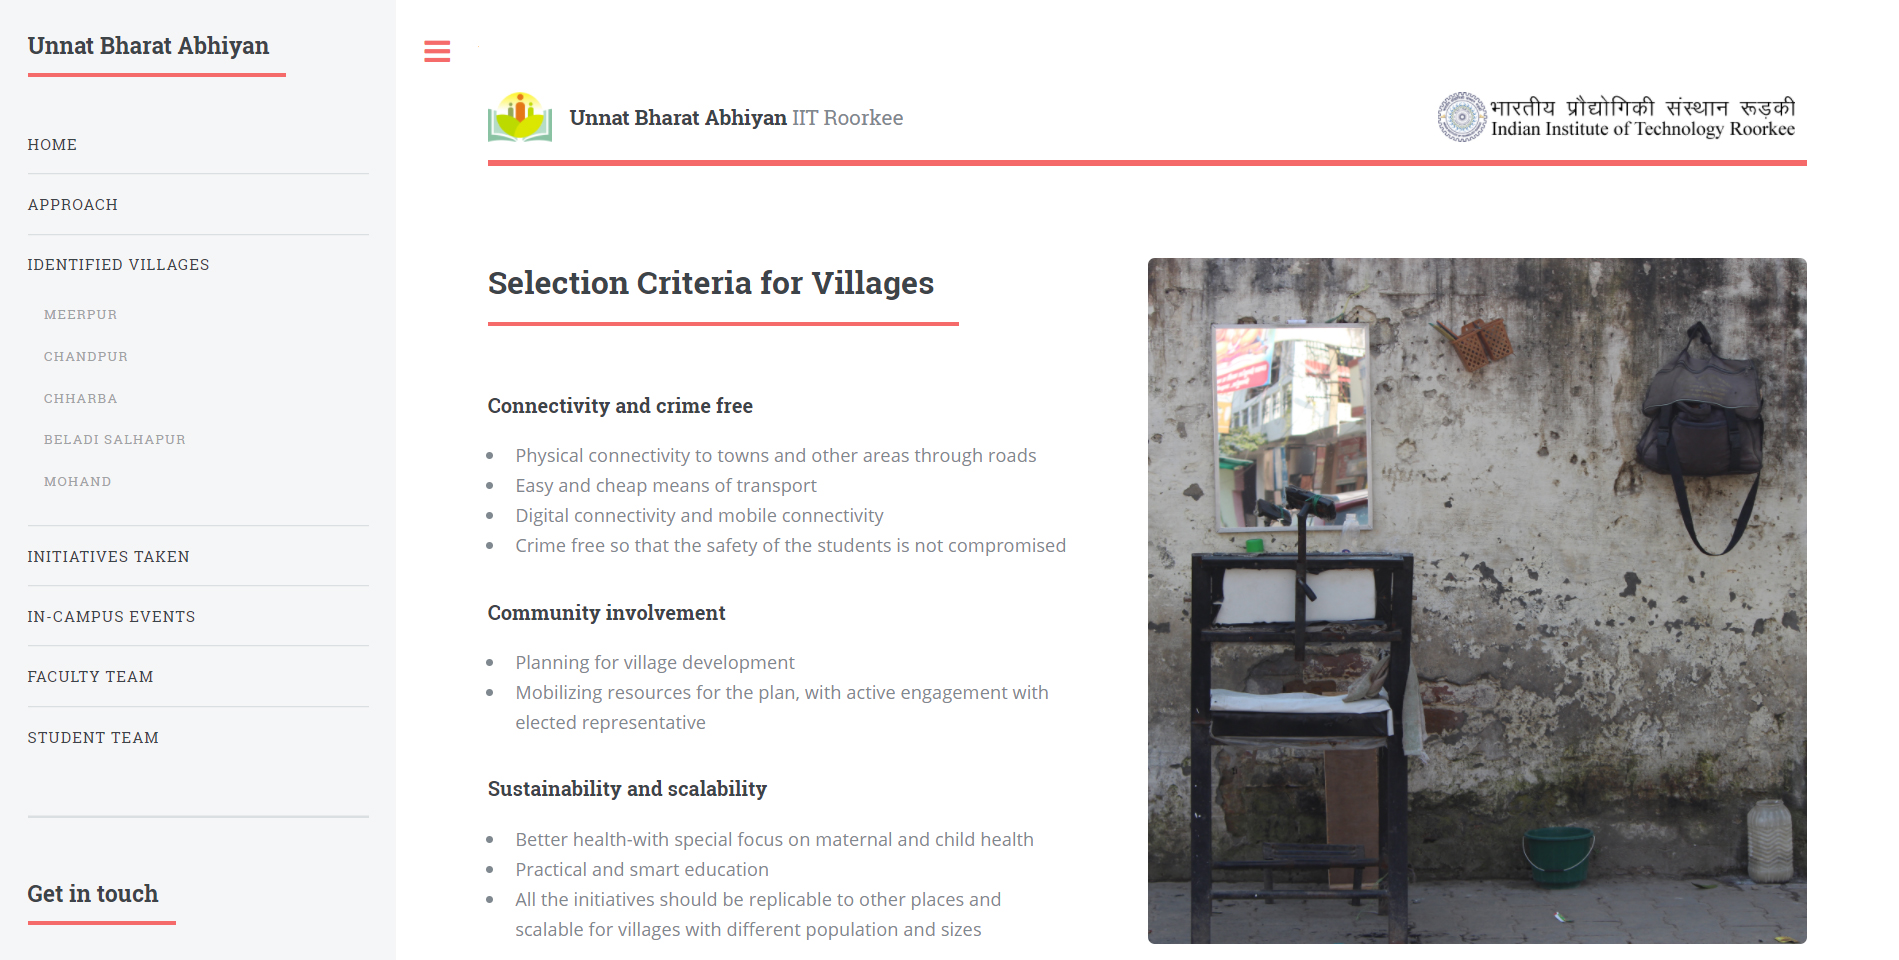 Unnat Bharat Abhiyan
HOME
APPROACH
IDENTIFIED VILLAGES
MEERPUR
CHANDPUR
CHHARBA
BELADI SALHAPUR
MOHAND
INITIATIVES TAKEN
IN-CAMPUS EVENTS
FACULTY TEAM
STUDENT TEAM
Get in touch
Unnat Bharat Abhiyan IIT Roorkee
भारतीय प्रौद्योगिकी संस्थान रूड़की
Indian Institute of Technology Roorkee
Selection Criteria for Villages
Connectivity and crime free
Physical connectivity to towns and other areas through roads
Easy and cheap means of transport
Digital connectivity and mobile connectivity
Crime free so that the safety of the students is not compromised
Community involvement
Planning for village development
Mobilizing resources for the plan, with active engagement with
elected representative
Sustainability and scalability
Better health-with special focus on maternal and child health
Practical and smart education
All the initiatives should be replicable to other places and
scalable for villages with different population and sizes